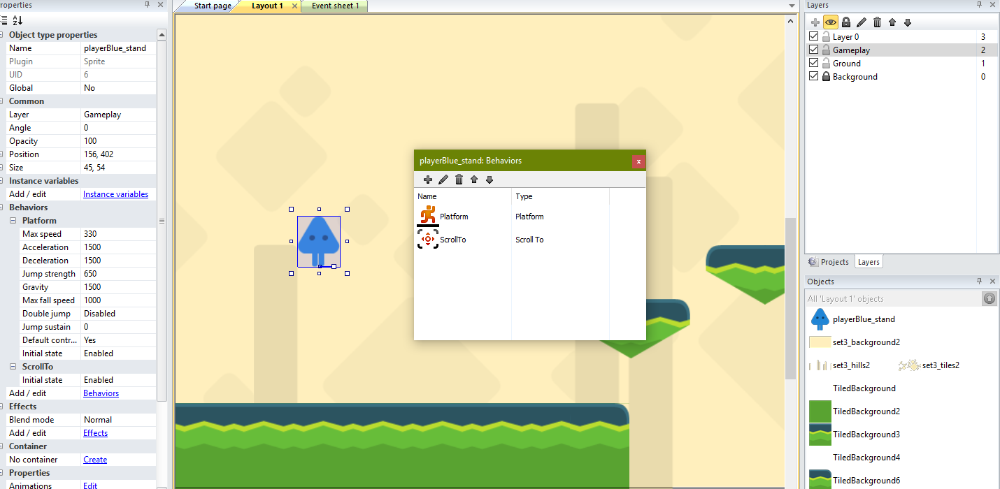 roperties
Start page
Layout 1
Event sheet 1
Layers
Object type properties
Name playerBlue_stand
Plugin Sprite
UID 6
Global No
Common
Layer Gameplay
Angle 0
Opacity 100
Position 156, 402
Size 45, 54
Instance variables
Add / edit Instance variables
Behaviors
Platform
Max speed 330
Acceleration 1500
Deceleration 1500
Jump strength 650
Gravity 1500
Max fall speed 1000
Double jump Disabled
Jump sustain 0
Default contr... Yes
Initial state Enabled
ScrollTo
Initial state Enabled
Add / edit Behaviors
Effects
Blend mode Normal
Add / edit Effects
Container
No container Create
Properties
Animations Edit
playerBlue_stand: Behaviors
Name Type
Platform Platform
ScrollTo Scroll To
Layer 0 3
Gameplay 2
Ground 1
Background 0
Projects Layers
Objects
All 'Layout 1' objects
playerBlue_stand
set3_background2
set3_hills2 set3_tiles2
TiledBackground
TiledBackground2
TiledBackground3
TiledBackground4
TiledBackground6